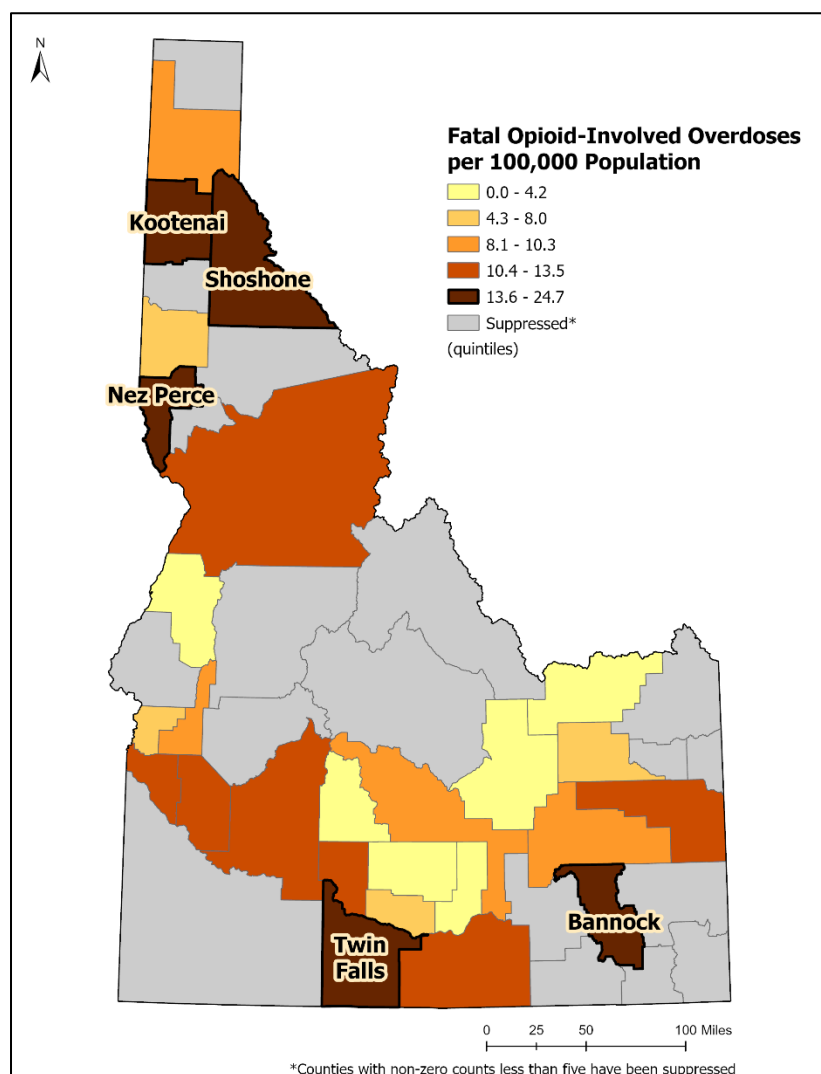 N
Fatal Opioid-Involved Overdoses
per 100,000 Population
0.0 - 4.2
4.3 - 8.0
8.1 - 10.3
10.4 - 13.5
13.6 - 24.7
Suppressed*
(quintiles)
Kootenai
Shoshone
Nez Perce
Bannock
Twin
Falls
0 25 50 100 Miles
*Counties with non-zero counts less than five have been suppressed